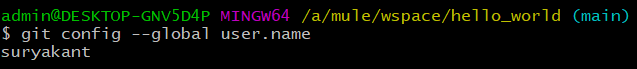 admin@DESKTOP-GNV5D4P MINGW64 /a/mule/wspace/hello_world (main)
$ git config --global user.name
suryakant